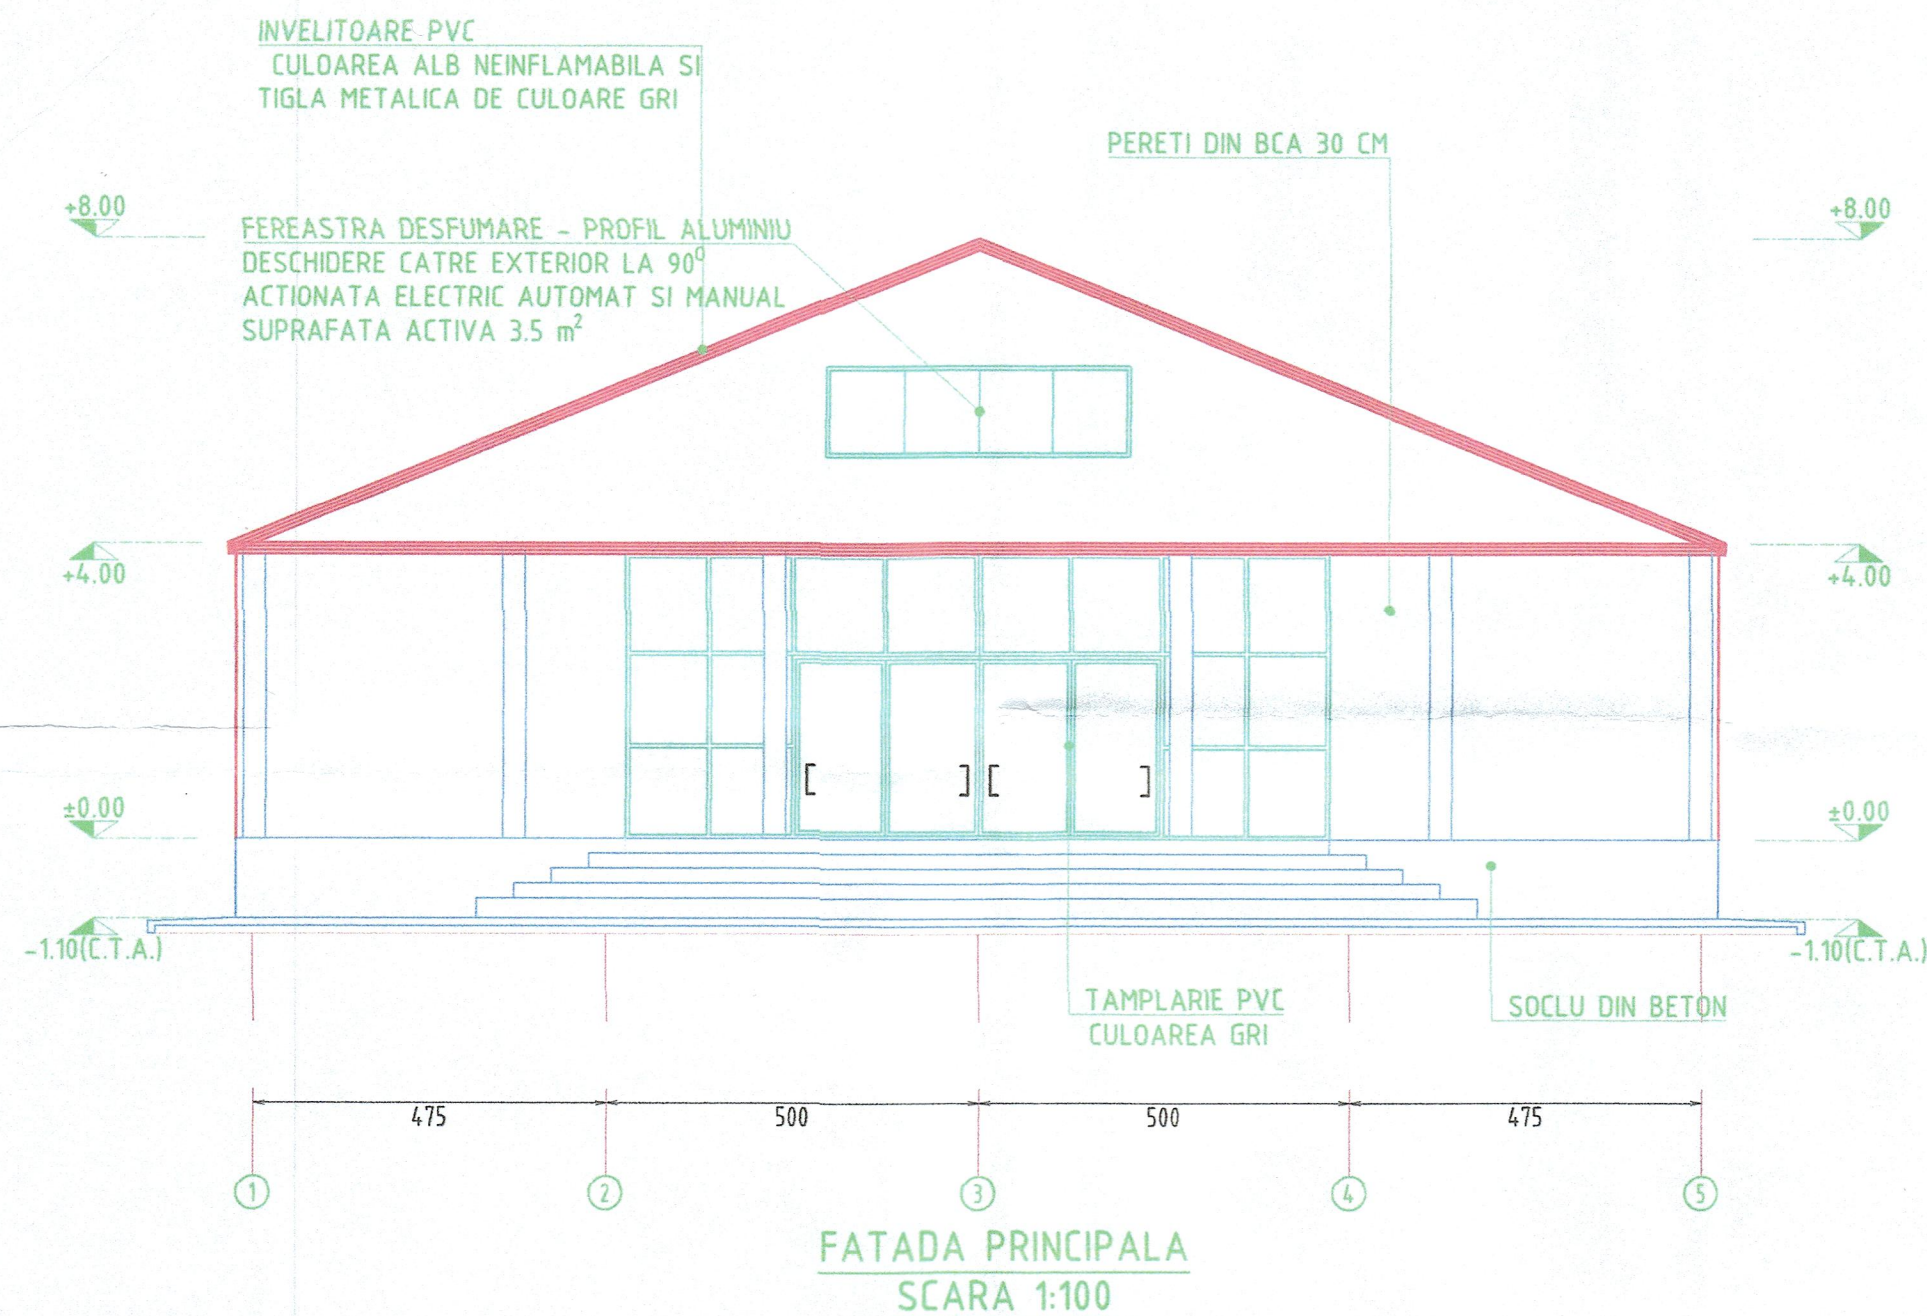 INVELITOARE PVC
CULOAREA ALB NEINFLAMABILA SI
TIGLA METALICA DE CULOARE GRI
PERETI DIN BCA 30 CM
+8.00
+8.00
FEREASTRA DESFUMARE - PROFIL ALUMINIU
DESCHIDERE CATRE EXTERIOR LA 90⁰
ACTIONATA ELECTRIC AUTOMAT SI MANUAL
SUPRAFATA ACTIVA 3.5 m²
+4.00
+4.00
±0.00
±0.00
-1.10(C.T.A.)
-1.10(C.T.A.)
TAMPLARIE PVC
CULOAREA GRI
SOCLU DIN BETON
475
500
500
475
1
2
3
4
5
FATADA PRINCIPALA
SCARA 1:100